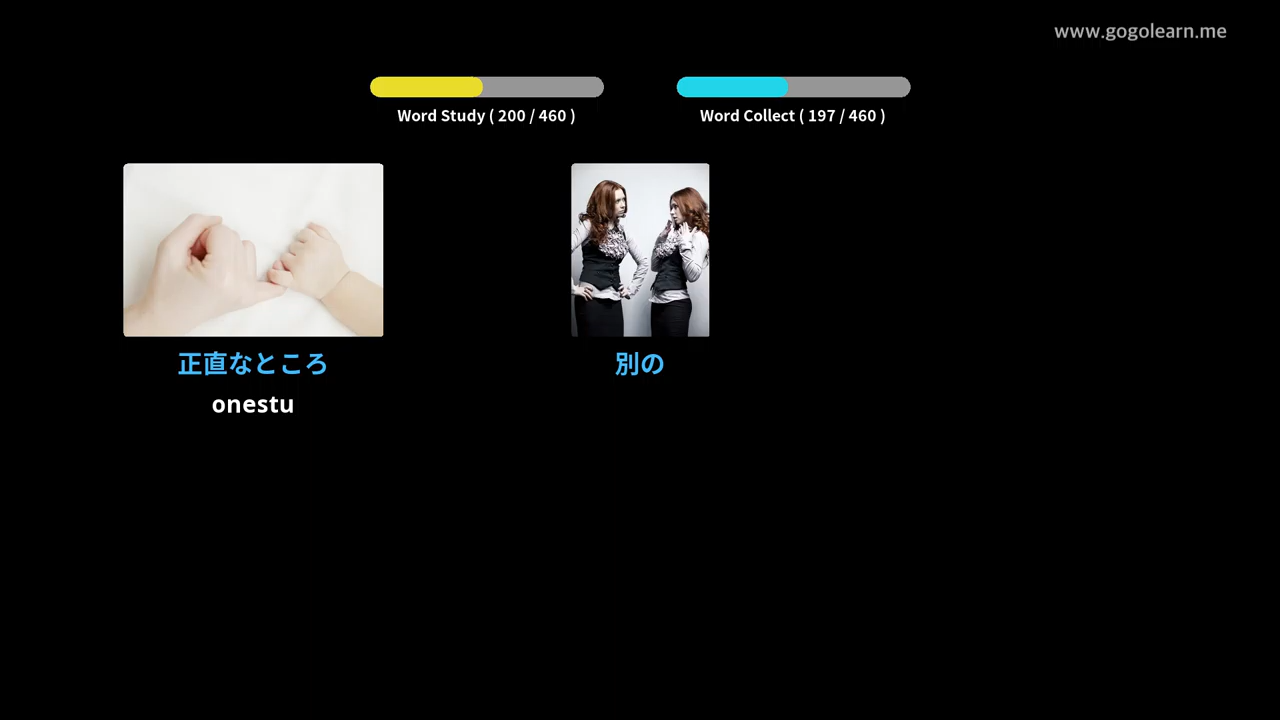 www.gogolearn.me
Word Study ( 200 / 460 )
Word Collect ( 197 / 460 )
正直なところ
別の
onestu